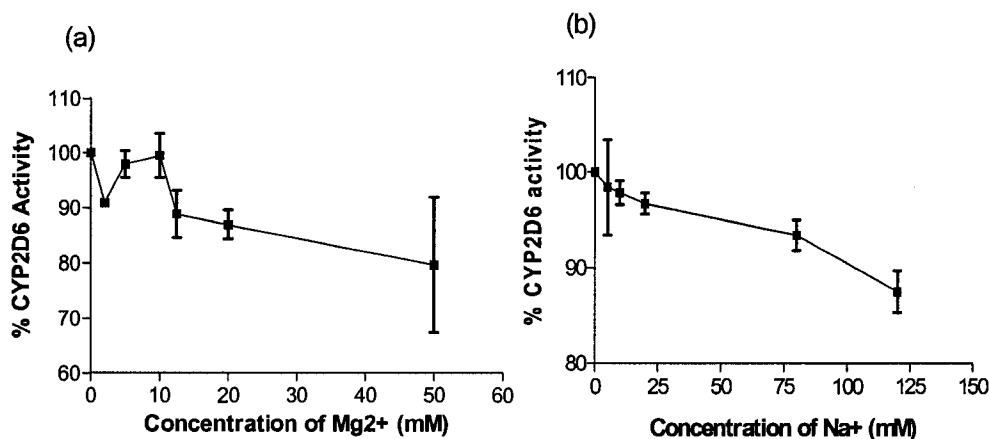 (a)
110
100
90
80
70
60
% CYP2D6 Activity
0 10 20 30 40 50 60
Concentration of Mg2+ (mM)
(b)
110
100
90
80
% CYP2D6 activity
0 25 50 75 100 125 150
Concentration of Na+ (mM)